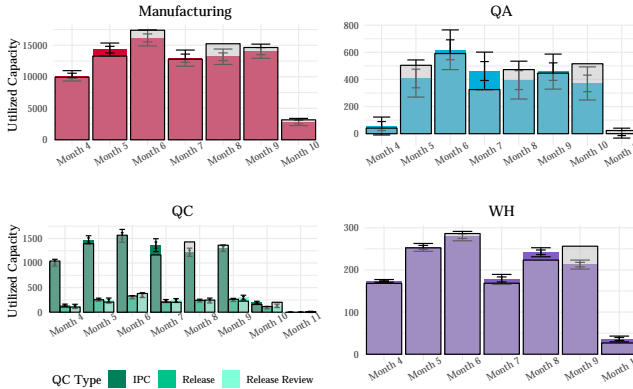 Manufacturing
Utilized Capacity
15000
10000
5000
0
Month 4
Month 5
Month 6
Month 7
Month 8
Month 9
Month 10
QA
800
600
400
200
0
Month 4
Month 5
Month 6
Month 7
Month 8
Month 9
Month 10
QC
Utilized Capacity
1500
1000
500
0
Month 4
Month 5
Month 6
Month 7
Month 8
Month 9
Month 10
Month 11
WH
300
200
100
0
Month 4
Month 5
Month 6
Month 7
Month 8
Month 9
Month 10
QC Type IPC Release Release Review